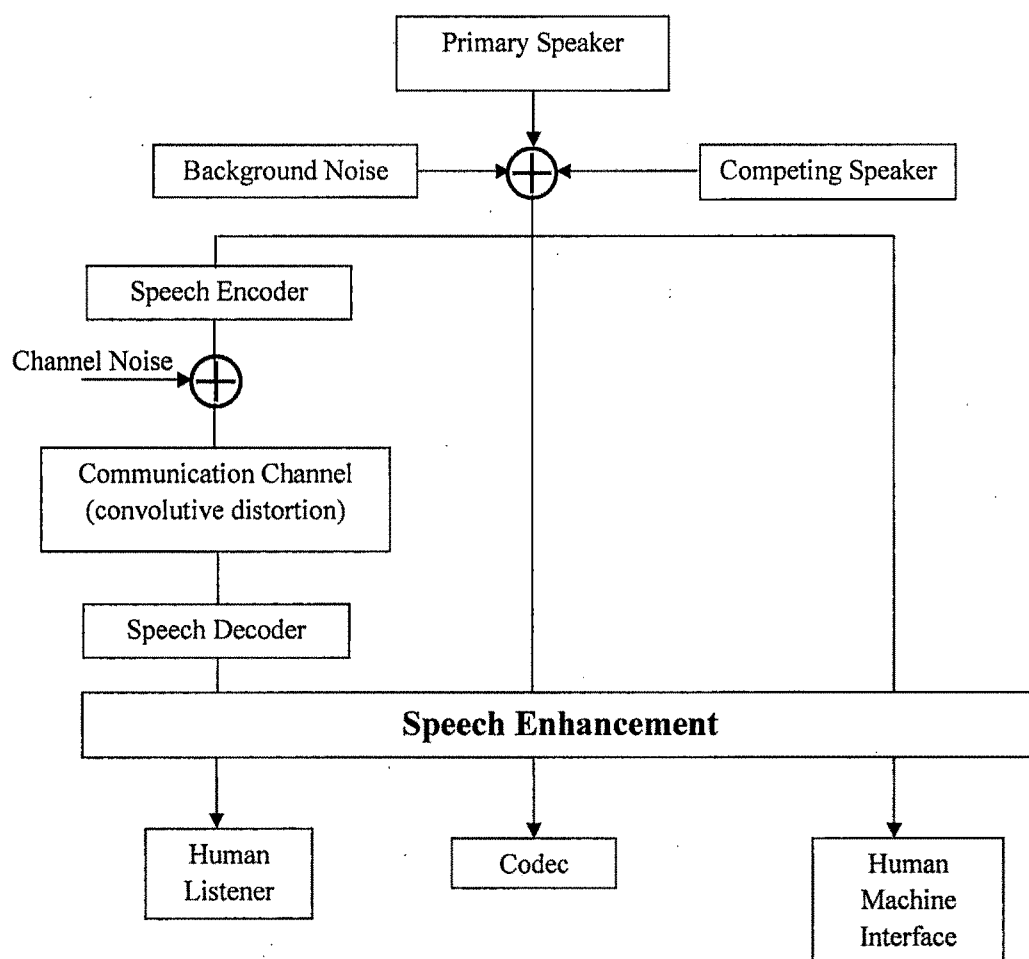 Primary Speaker
Background Noise
Competing Speaker
Speech Encoder
Channel Noise
Communication Channel
(convolutive distortion)
Speech Decoder
Speech Enhancement
Human
Listener
Codec
Human
Machine
Interface